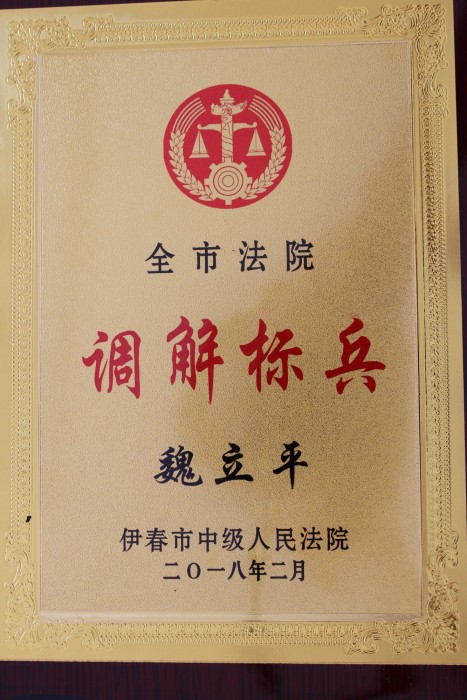 全市法院
调解标兵
魏立平
伊春市中级人民法院
二〇一八年二月